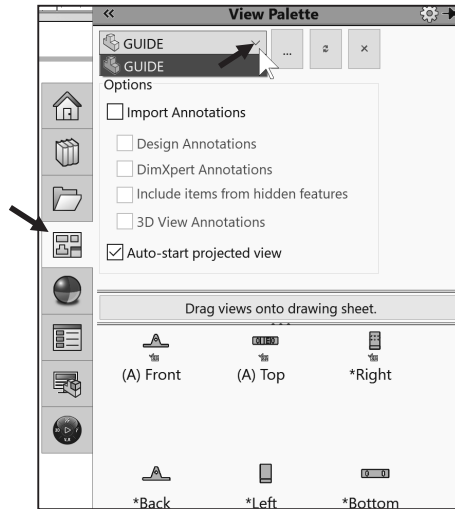 View Palette
GUIDE
...
GUIDE
Options
Import Annotations
Design Annotations
DimXpert Annotations
Include items from hidden features
3D View Annotations
Auto-start projected view
Drag views onto drawing sheet.
(A) Front (A) Top *Right
*Back *Left *Bottom